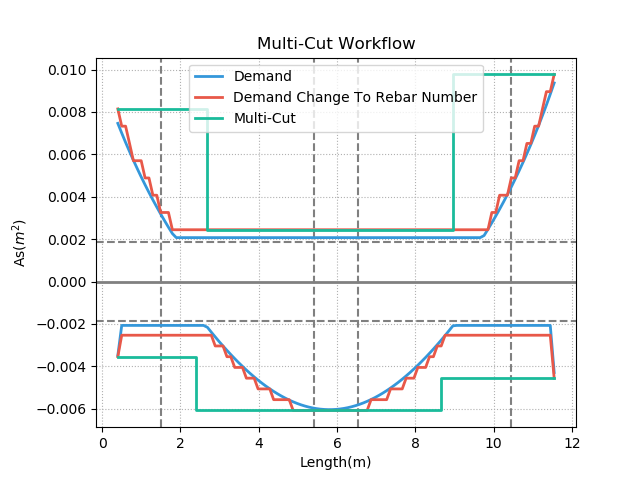 Multi-Cut Workflow
Demand
Demand Change To Rebar Number
Multi-Cut
As(m²)
0.010
0.008
0.006
0.004
0.002
0.000
−0.002
−0.004
−0.006
0 2 4 6 8 10 12
Length(m)